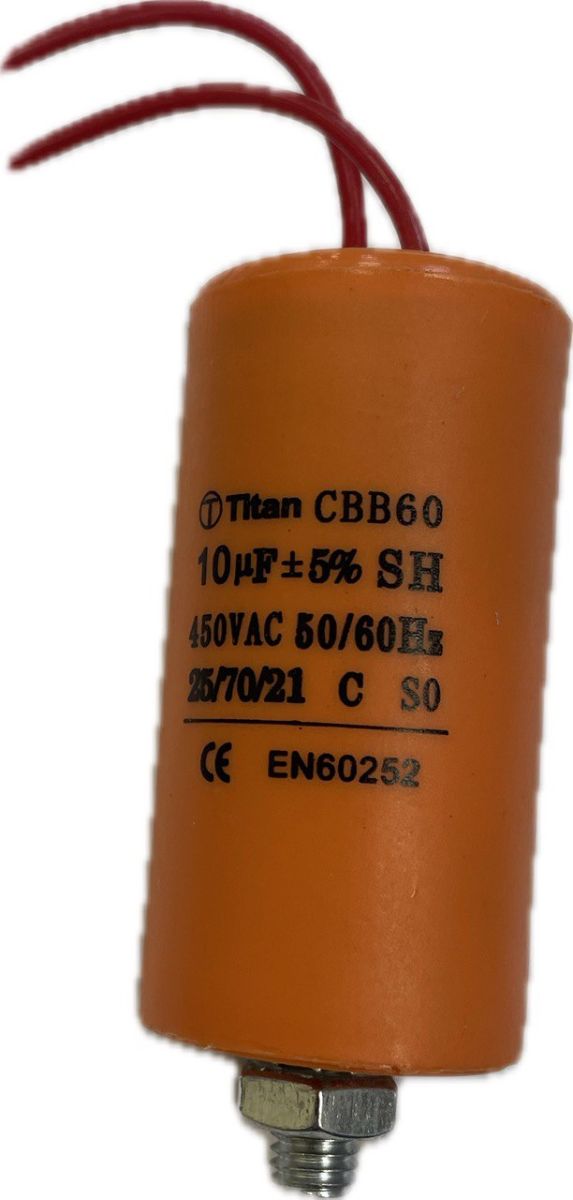 Ⓣ Titan CBB60
10μF±5% SH
450VAC 50/60Hz
25/70/21 C S0
CE EN60252